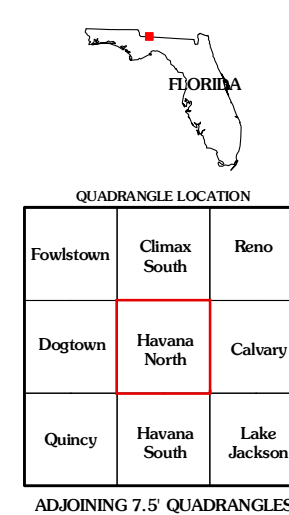 FLORIDA
QUADRANGLE LOCATION
Fowlstown
Climax
South
Reno
Dogtown
Havana
North
Calvary
Quincy
Havana
South
Lake
Jackson
ADJOINING 7.5' QUADRANGLES